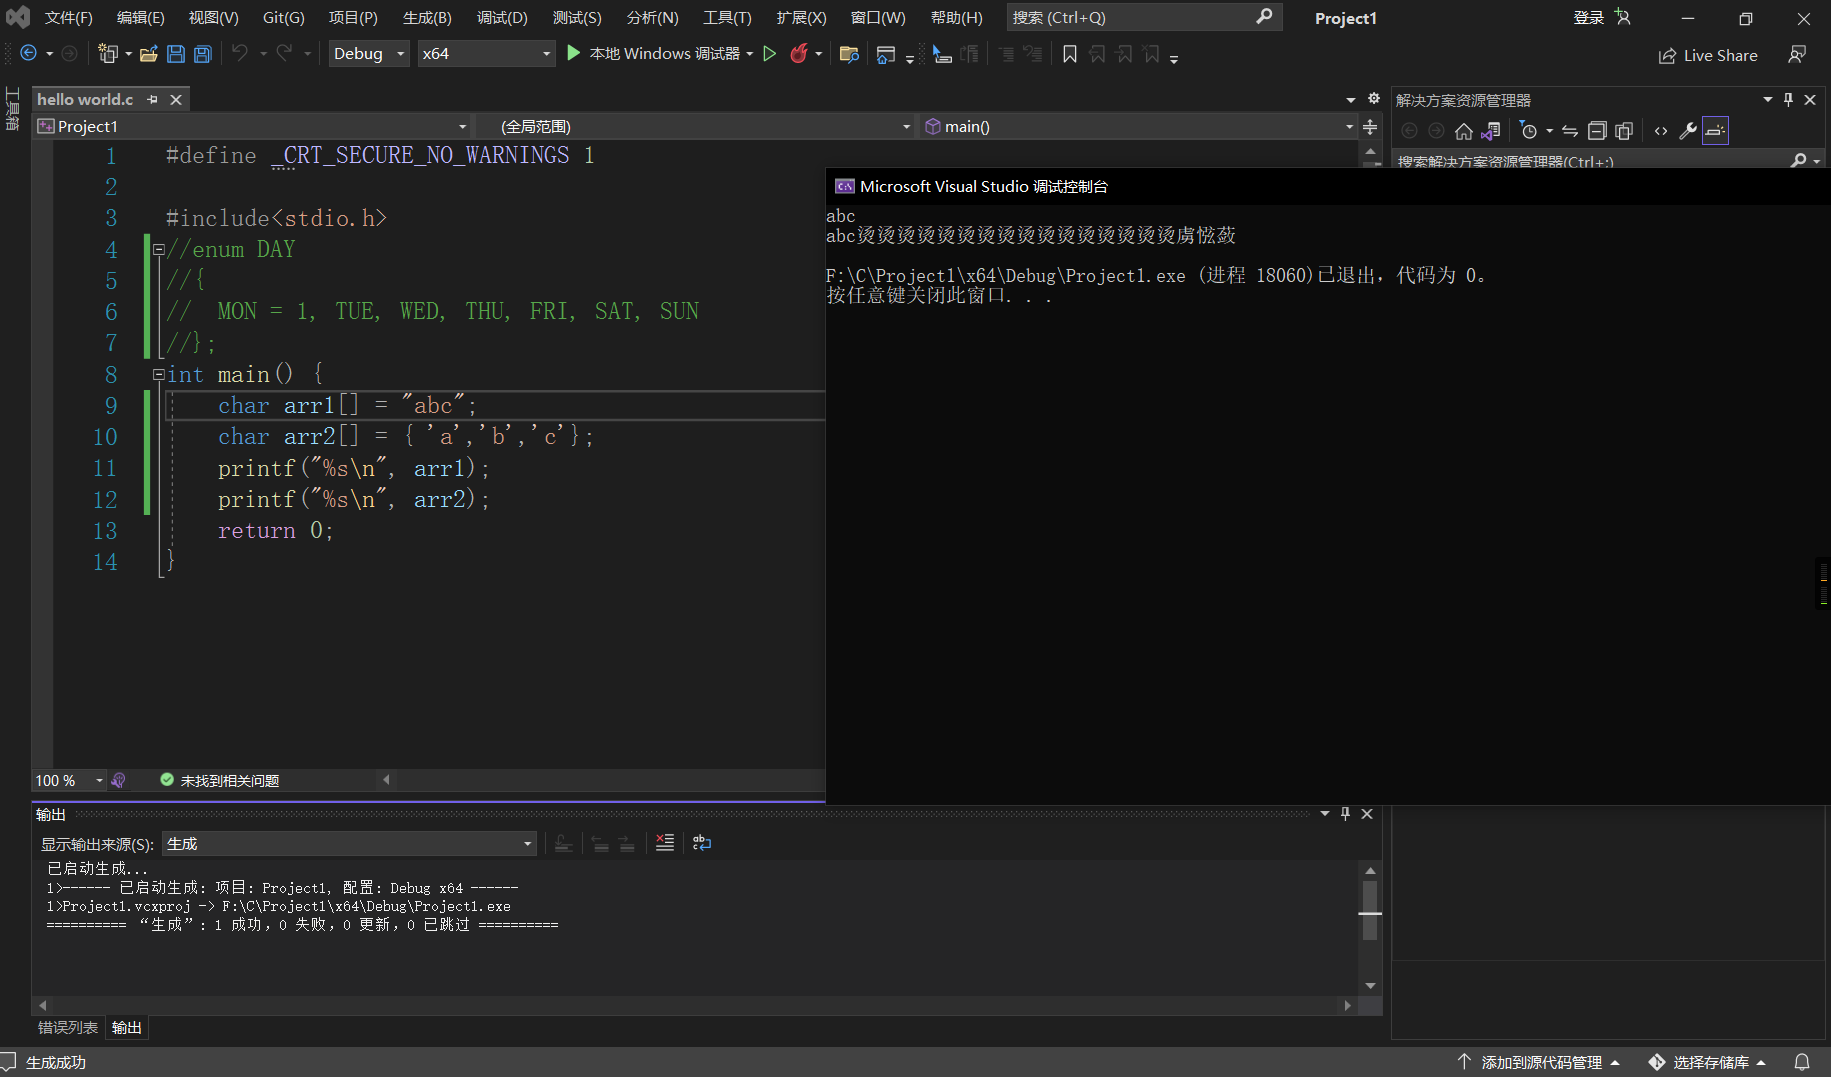 文件(F) 编辑(E) 视图(V) Git(G) 项目(P) 生成(B) 调试(D) 测试(S) 分析(N) 工具(T) 扩展(X) 窗口(W) 帮助(H) 搜索 (Ctrl+Q) Project1 登录
Debug x64 本地 Windows 调试器 Live Share
工具箱
hello world.c
解决方案资源管理器
Project1 (全局范围) main()
搜索解决方案资源管理器(Ctrl+;)
1 #define _CRT_SECURE_NO_WARNINGS 1
2
3 #include<stdio.h>
4 //enum DAY
5 //{
6 // MON = 1, TUE, WED, THU, FRI, SAT, SUN
7 //};
8 int main() {
9 char arr1[] = "abc";
10 char arr2[] = { 'a','b','c'};
11 printf("%s\n", arr1);
12 printf("%s\n", arr2);
13 return 0;
14 }
Microsoft Visual Studio 调试控制台
abc
abc烫烫烫烫烫烫烫烫烫烫烫烫烫烫烫烫虏
F:\C\Project1\x64\Debug\Project1.exe (进程 18060)已退出，代码为 0。
按任意键关闭此窗口. . .
100 % 未找到相关问题
输出
显示输出来源(S): 生成
已启动生成...
1>------ 已启动生成: 项目: Project1, 配置: Debug x64 ------
1>Project1.vcxproj -> F:\C\Project1\x64\Debug\Project1.exe
========== “生成”: 1 成功，0 失败，0 更新，0 已跳过 ==========
错误列表 输出
生成成功 添加到源代码管理 选择存储库